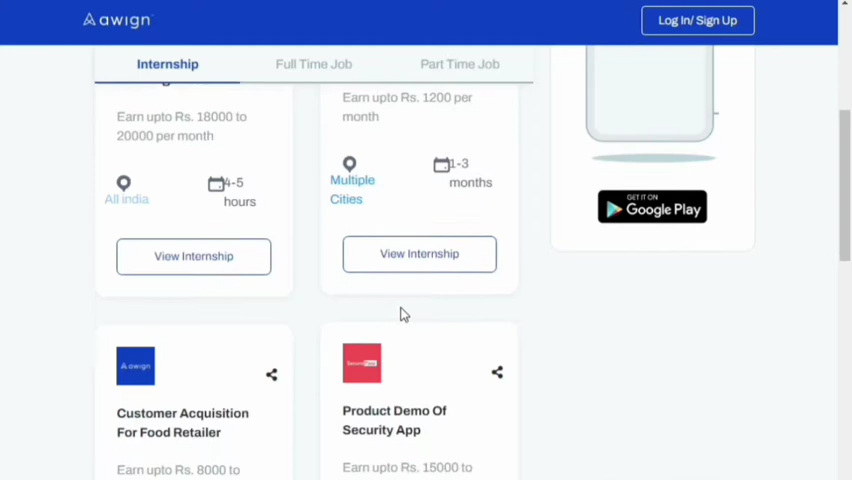 awign
Log In/ Sign Up
Internship
Full Time Job
Part Time Job
Earn upto Rs. 18000 to
20000 per month
All india
4-5
hours
View Internship
Earn upto Rs. 1200 per
month
Multiple
Cities
1-3
months
View Internship
GET IT ON
Google Play
awign
Customer Acquisition
For Food Retailer
Earn upto Rs. 8000 to
Product Demo Of
Security App
Earn upto Rs. 15000 to